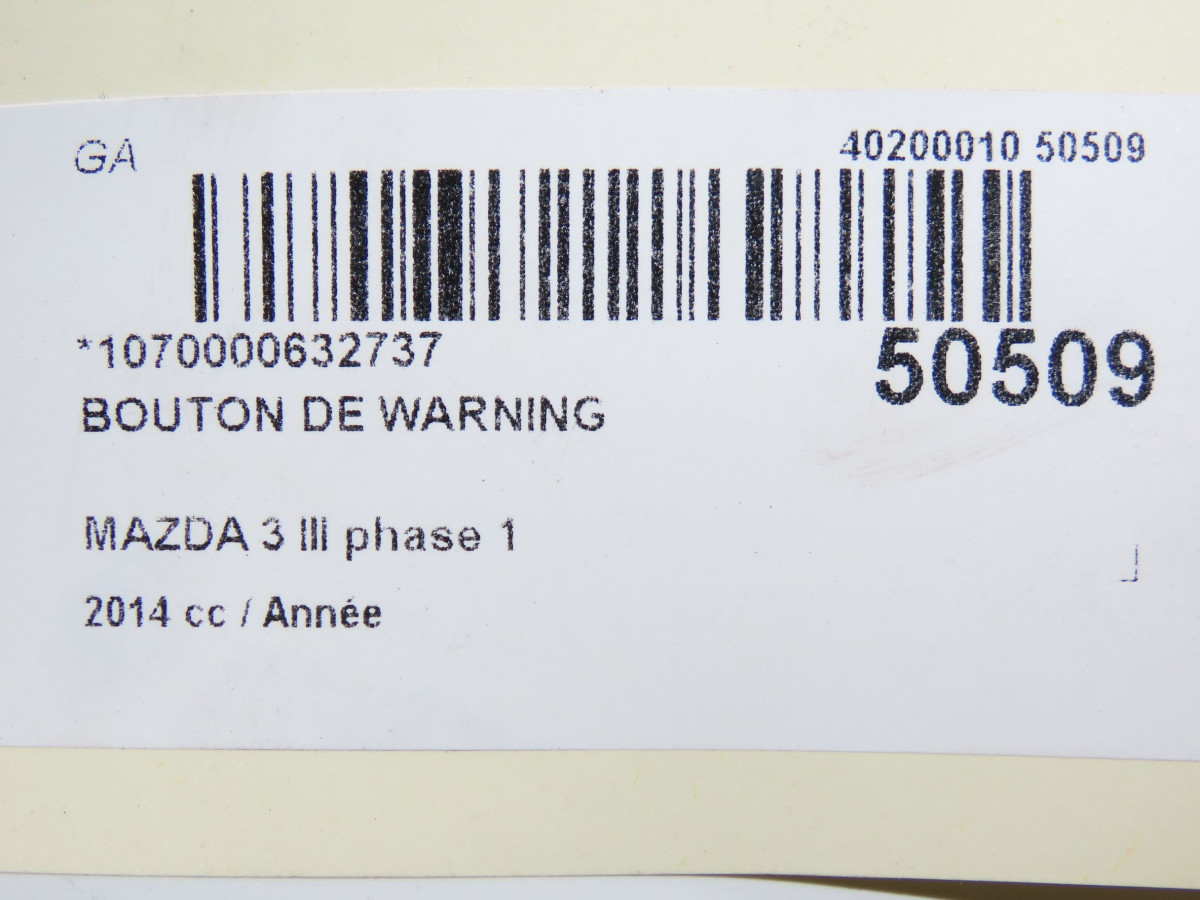 GA
40200010 50509
*1070000632737
50509
BOUTON DE WARNING
MAZDA 3 III phase 1
2014 cc / Année